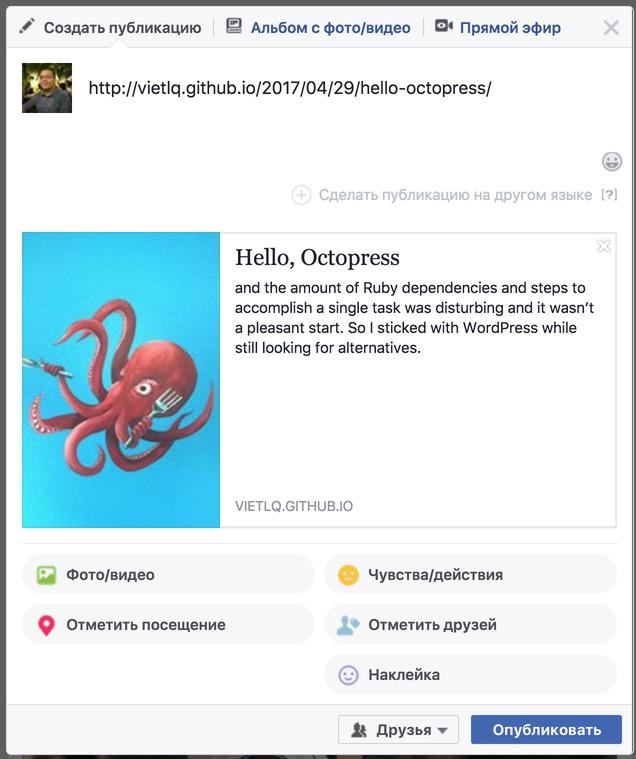 Создать публикацию
Альбом с фото/видео
Прямой эфир
http://vietlq.github.io/2017/04/29/hello-octopress/
Сделать публикацию на другом языке [?]
Hello, Octopress
and the amount of Ruby dependencies and steps to
accomplish a single task was disturbing and it wasn't
a pleasant start. So I sticked with WordPress while
still looking for alternatives.
VIETLQ.GITHUB.IO
Фото/видео
Чувства/действия
Отметить посещение
Отметить друзей
Наклейка
Друзья
Опубликовать